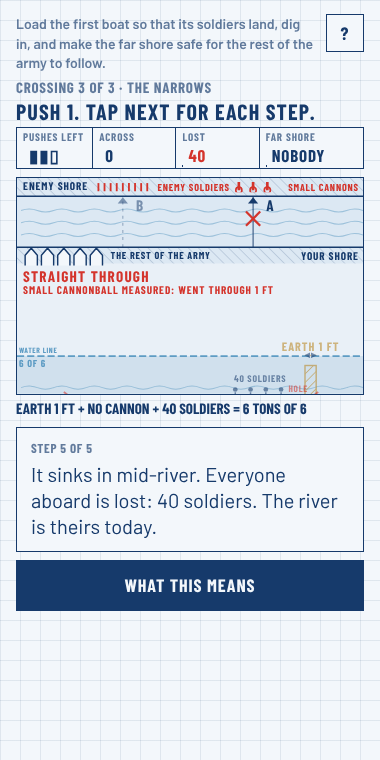 Load the first boat so that its soldiers land, dig
in, and make the far shore safe for the rest of the
army to follow.
?
CROSSING 3 OF 3 · THE NARROWS
PUSH 1. TAP NEXT FOR EACH STEP.
PUSHES LEFT
ACROSS
0
LOST
40
FAR SHORE
NOBODY
ENEMY SHORE
ENEMY SOLDIERS
SMALL CANNONS
B
A
THE REST OF THE ARMY
YOUR SHORE
STRAIGHT THROUGH
SMALL CANNONBALL MEASURED: WENT THROUGH 1 FT
EARTH 1 FT
WATER LINE
6 OF 6
40 SOLDIERS
HOLE
EARTH 1 FT + NO CANNON + 40 SOLDIERS = 6 TONS OF 6
STEP 5 OF 5
It sinks in mid-river. Everyone
aboard is lost: 40 soldiers. The river
is theirs today.
WHAT THIS MEANS